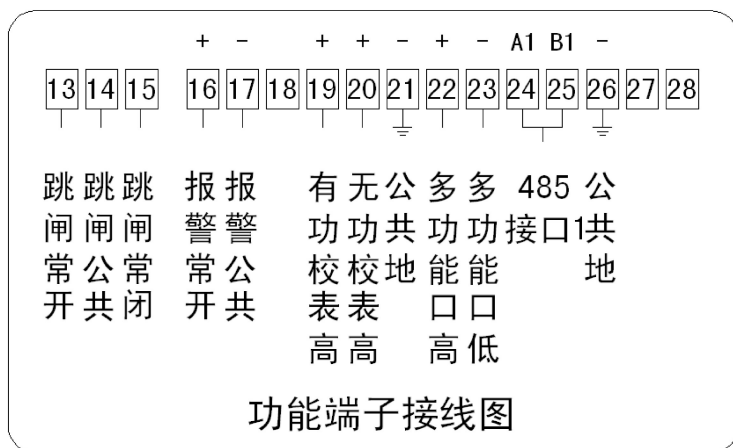 + − + + − + − A1 B1 −
13 14 15 16 17 18 19 20 21 22 23 24 25 26 27 28
跳闸常开
跳闸公共
跳闸常闭
报警常开
报警公共
有功校表高
无功校表高
公共地
多功能口高
多功能口低
485
接口1
公共地
功能端子接线图